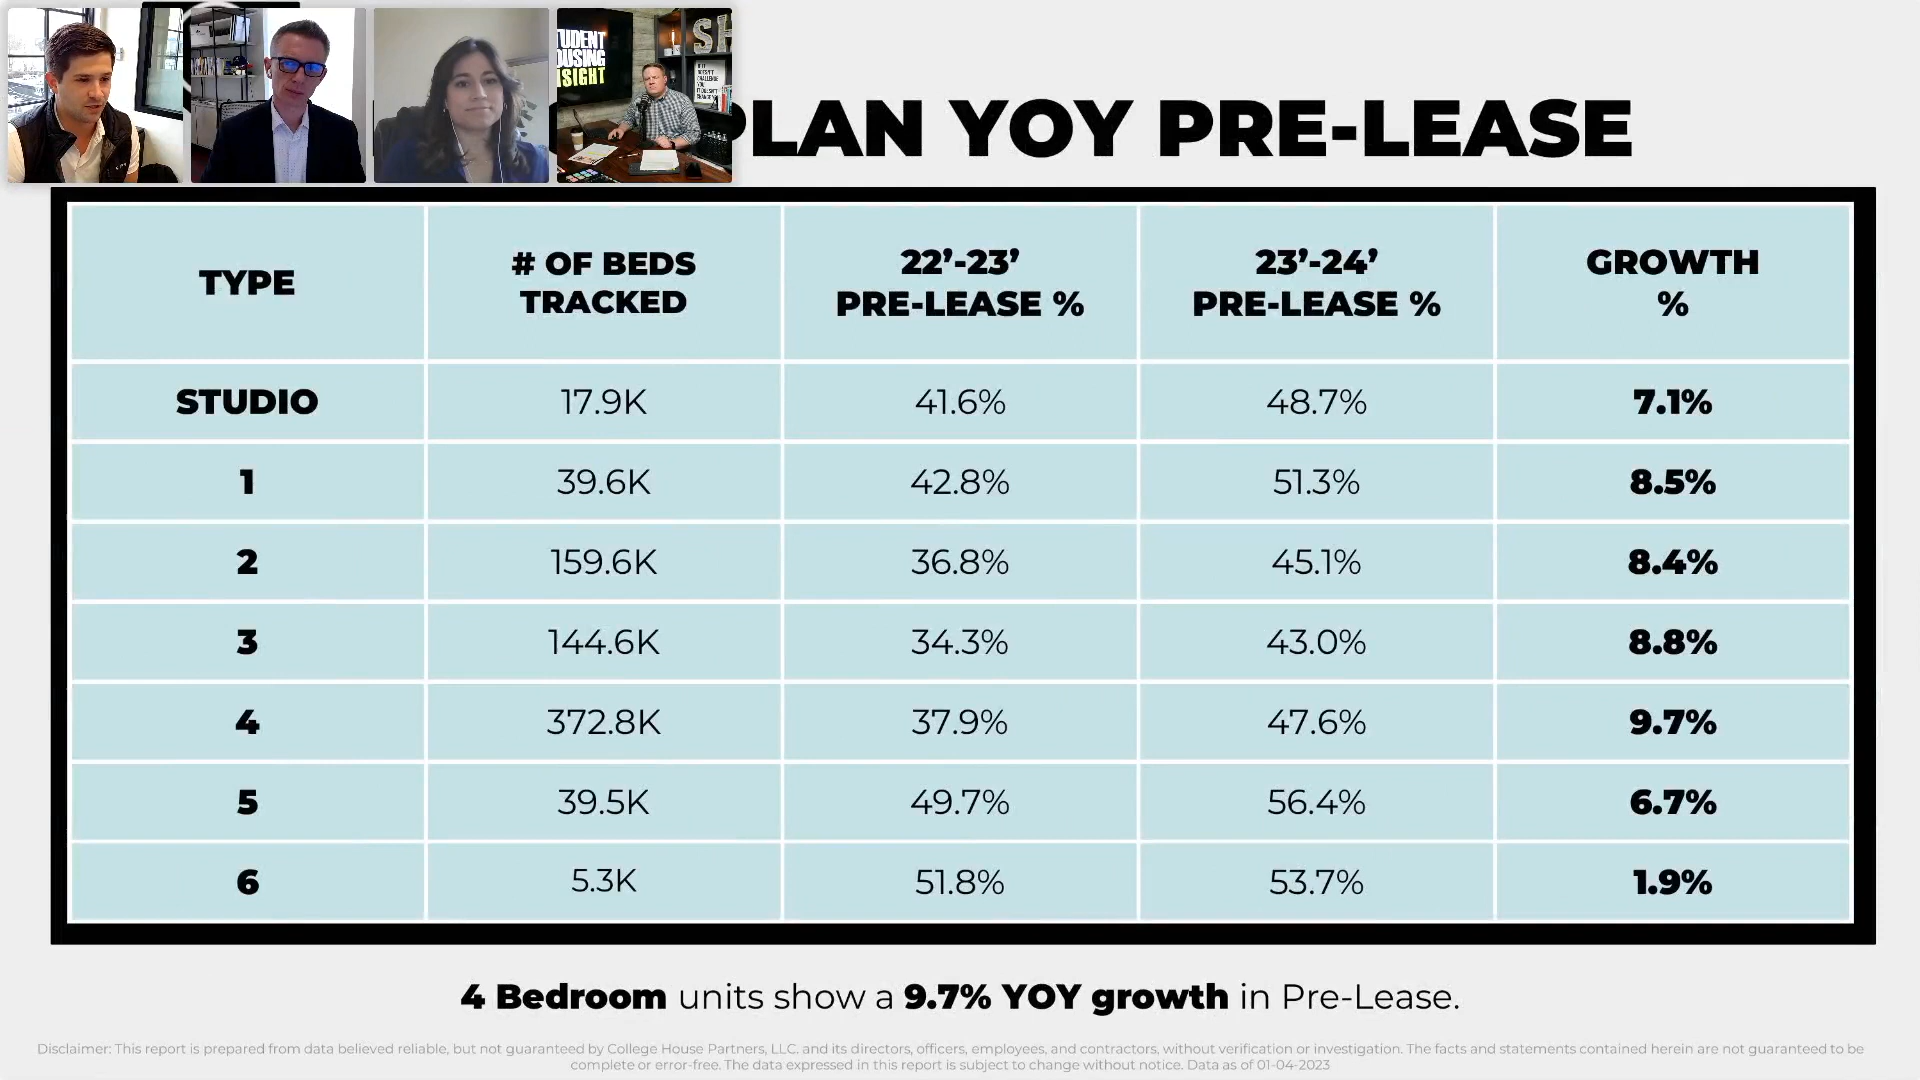 TUDENT
OUSING
NSIGHT
SH
PLAN YOY PRE-LEASE
TYPE
# OF BEDS
TRACKED
22’-23’
PRE-LEASE %
23’-24’
PRE-LEASE %
GROWTH
%
STUDIO 17.9K 41.6% 48.7% 7.1%
1 39.6K 42.8% 51.3% 8.5%
2 159.6K 36.8% 45.1% 8.4%
3 144.6K 34.3% 43.0% 8.8%
4 372.8K 37.9% 47.6% 9.7%
5 39.5K 49.7% 56.4% 6.7%
6 5.3K 51.8% 53.7% 1.9%
4 Bedroom units show a 9.7% YOY growth in Pre-Lease.
Disclaimer: This report is prepared from data believed reliable, but not guaranteed by College House Partners, LLC. and its directors, officers, employees, and contractors, without verification or investigation. The facts and statements contained herein are not guaranteed to be
complete or error-free. The data expressed in this report is subject to change without notice. Data as of 01-04-2023